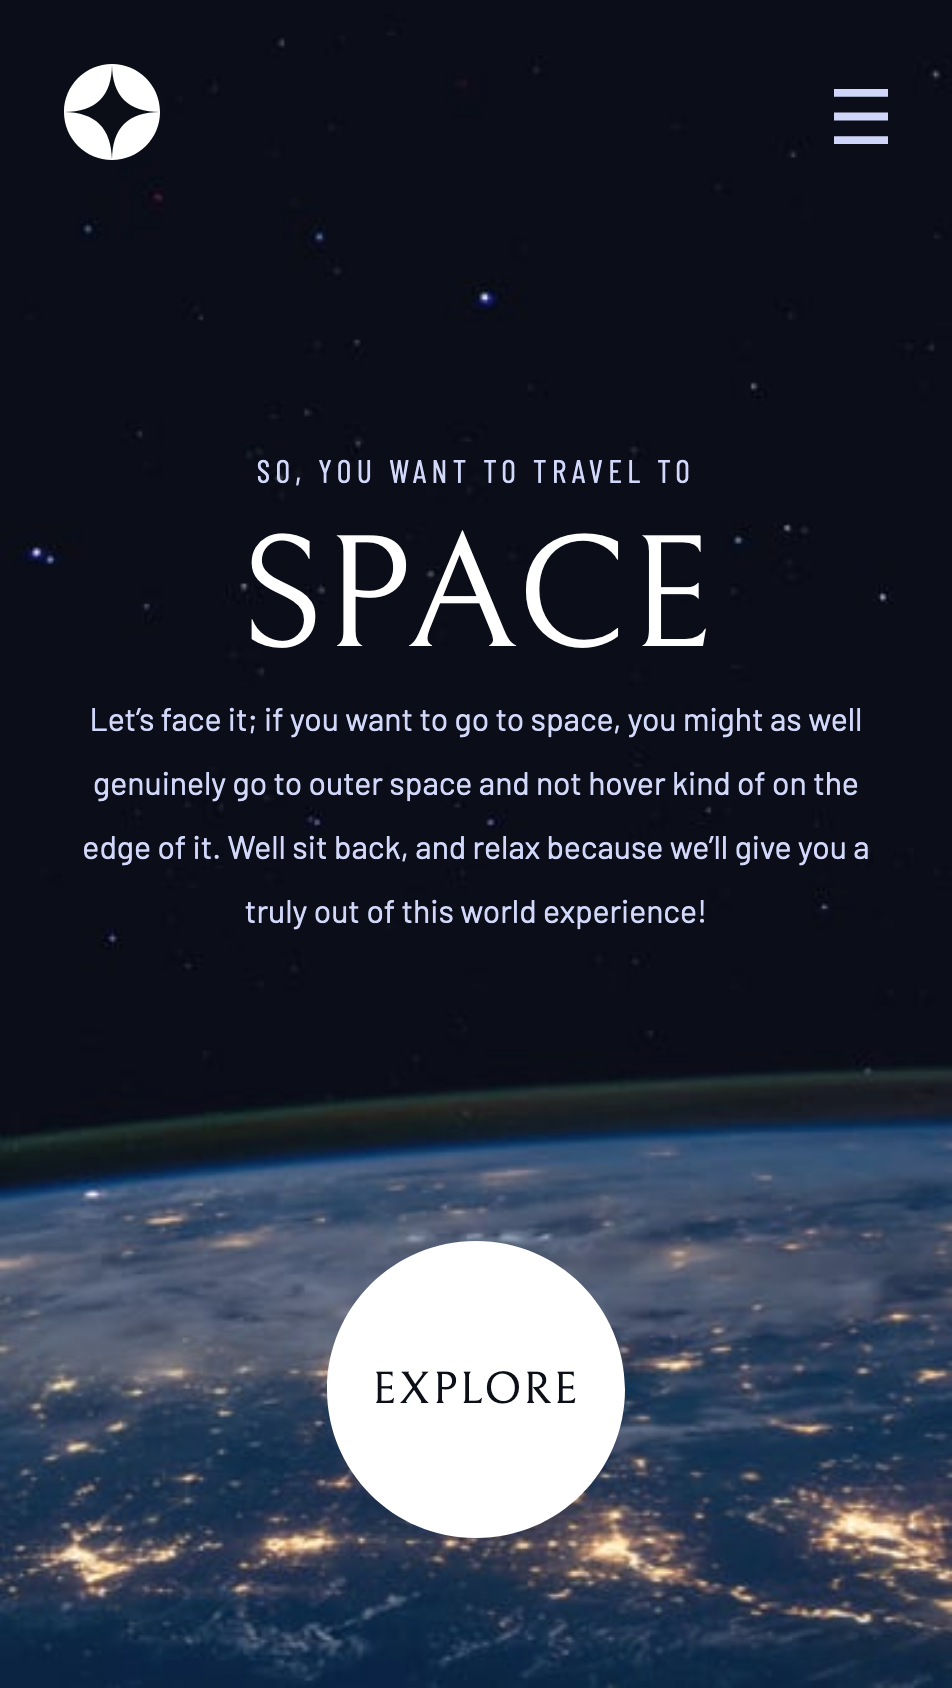 SO, YOU WANT TO TRAVEL TO
SPACE
Let’s face it; if you want to go to space, you might as well
genuinely go to outer space and not hover kind of on the
edge of it. Well sit back, and relax because we’ll give you a
truly out of this world experience!
EXPLORE